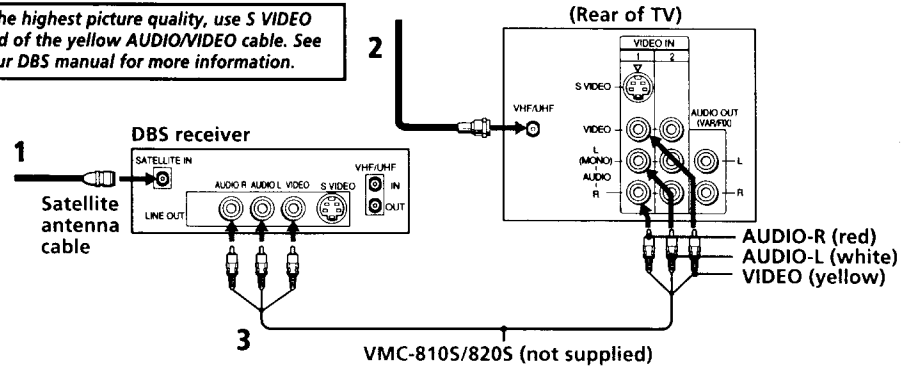 he highest picture quality, use S VIDEO
d of the yellow AUDIO/VIDEO cable. See
ur DBS manual for more information.
2
(Rear of TV)
VIDEO IN
1 2
S VIDEO
VHF/UHF
AUDIO OUT
(VAR/FIX)
VIDEO
L
(MONO)
AUDIO
R
L
R
DBS receiver
1
SATELLITE IN
VHF/UHF
AUDIO R AUDIO L VIDEO S VIDEO
IN
OUT
LINE OUT
Satellite
antenna
cable
AUDIO-R (red)
AUDIO-L (white)
VIDEO (yellow)
3
VMC-810S/820S (not supplied)